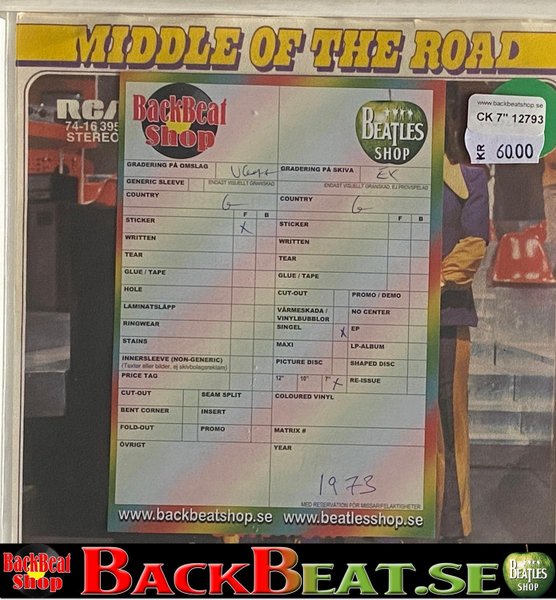 MIDDLE OF THE ROAD
RCA
74-16 395
STEREO
BackBeat
Shop
BEATLES
SHOP
www.backbeatshop.se
CK 7" 12793
KR 60.00
GRADERING PÅ OMSLAG
ENDAST VISUELLT GRANSKAD
GENERIC SLEEVE
COUNTRY G
F B
STICKER X
WRITTEN
TEAR
GLUE / TAPE
HOLE
LAMINATSLÄPP
RINGWEAR
STAINS
INNERSLEEVE (NON-GENERIC)
(Texter eller bilder, ej skivbolagsreklam)
PRICE TAG
CUT-OUT SEAM SPLIT
BENT CORNER INSERT
FOLD-OUT PROMO
ÖVRIGT
GRADERING PÅ SKIVA EX
ENDAST VISUELLT GRANSKAD, EJ PROVSPELAD
COUNTRY G
F B
STICKER
WRITTEN
TEAR
GLUE / TAPE
CUT-OUT PROMO / DEMO
VÄRMESKADA / VINYLBUBBLOR NO CENTER
SINGEL X EP
MAXI LP-ALBUM
PICTURE DISC SHAPED DISC
12" 10" 7" X RE-ISSUE
COLOURED VINYL
MATRIX #
YEAR
1973
MED RESERVATION FÖR MISSAR/FELAKTIGHETER
www.backbeatshop.se www.beatlesshop.se
BackBeat
Shop
BACKBEAT.SE
BEATLES
SHOP